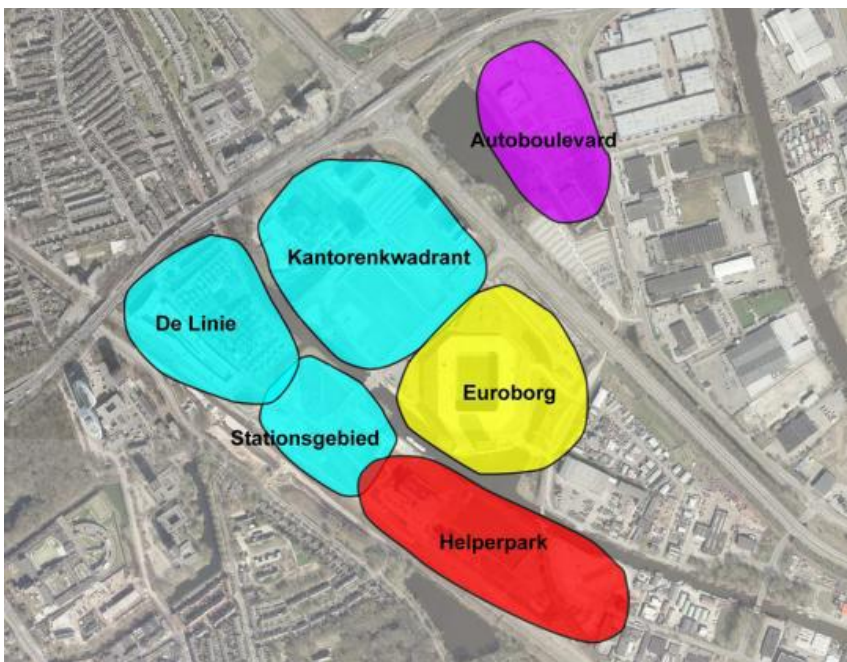 Autoboulevard
Kantorenkwadrant
De Linie
Euroborg
Stationsgebied
Helperpark